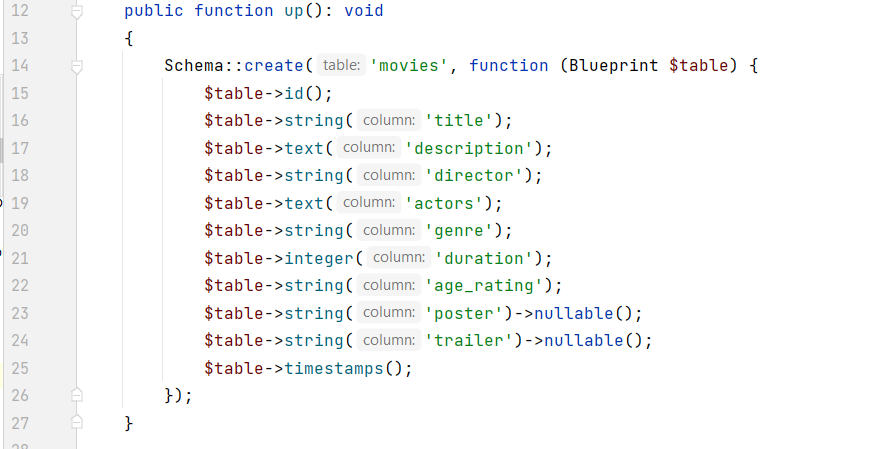 12 public function up(): void
13 {
14 Schema::create( table: 'movies', function (Blueprint $table) {
15 $table->id();
16 $table->string( column: 'title');
17 $table->text( column: 'description');
18 $table->string( column: 'director');
19 $table->text( column: 'actors');
20 $table->string( column: 'genre');
21 $table->integer( column: 'duration');
22 $table->string( column: 'age_rating');
23 $table->string( column: 'poster')->nullable();
24 $table->string( column: 'trailer')->nullable();
25 $table->timestamps();
26 });
27 }